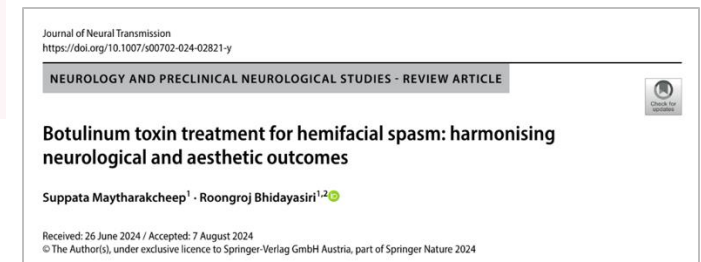 Journal of Neural Transmission
https://doi.org/10.1007/s00702-024-02821-y
NEUROLOGY AND PRECLINICAL NEUROLOGICAL STUDIES - REVIEW ARTICLE
Check for
updates
Botulinum toxin treatment for hemifacial spasm: harmonising
neurological and aesthetic outcomes
Suppata Maytharakcheep¹ · Roongroj Bhidayasiri¹,²
Received: 26 June 2024 / Accepted: 7 August 2024
© The Author(s), under exclusive licence to Springer-Verlag GmbH Austria, part of Springer Nature 2024